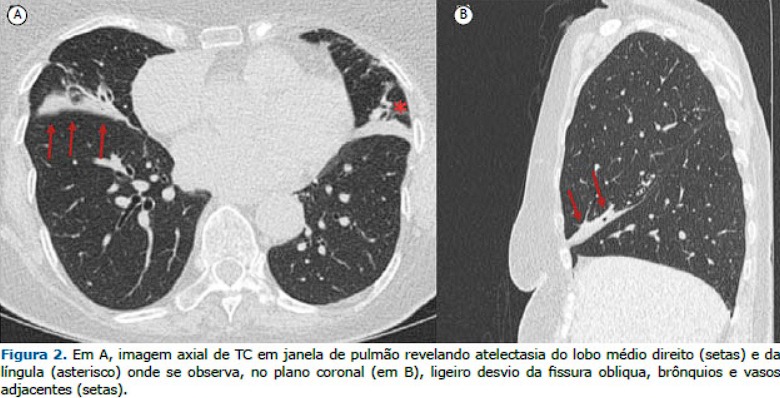 A
B
*
Figura 2. Em A, imagem axial de TC em janela de pulmão revelando atelectasia do lobo médio direito (setas) e da
língula (asterisco) onde se observa, no plano coronal (em B), ligeiro desvio da fissura obliqua, brônquios e vasos
adjacentes (setas).